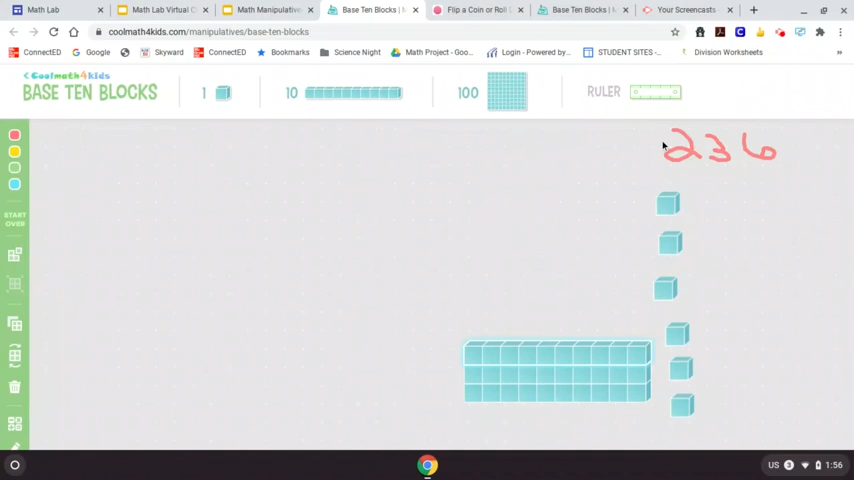 Math Lab
Math Lab Virtual C
Math Manipulative
Base Ten Blocks
Flip a Coin or Roll D
Base Ten Blocks
Your Screencasts
coolmath4kids.com/manipulatives/base-ten-blocks
ConnectED
Google
Skyward
ConnectED
Bookmarks
Science Night
Math Project - Goo...
Login - Powered by...
STUDENT SITES -...
Division Worksheets
< Coolmath4kids
BASE TEN BLOCKS
1
10
100
RULER
236
START
OVER
US 3 1:56